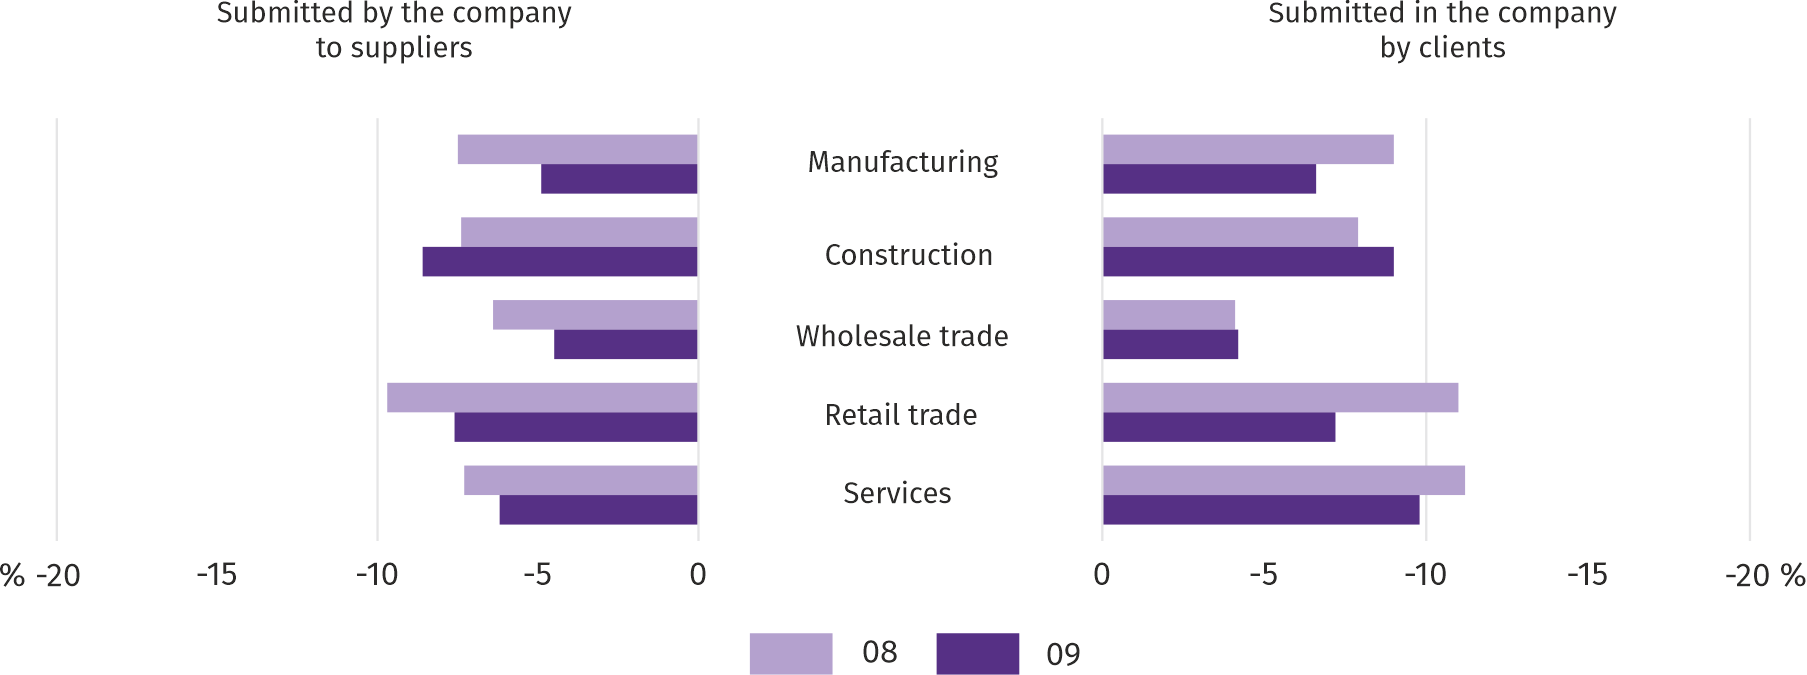 Submitted by the company
to suppliers
Submitted in the company
by clients
Manufacturing
Construction
Wholesale trade
Retail trade
Services
% -20 -15 -10 -5 0
0 -5 -10 -15 -20 %
08 09